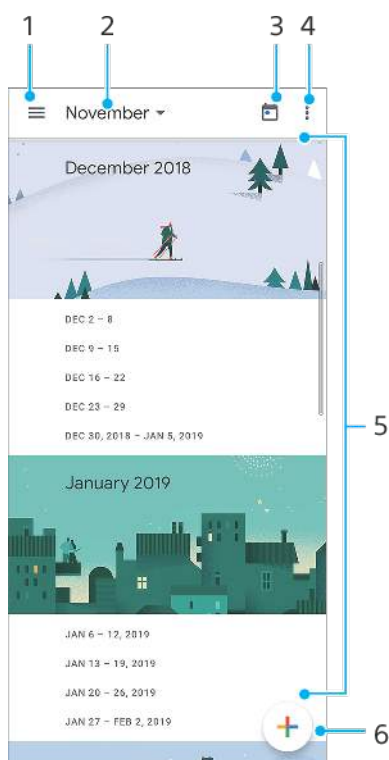 1 2 3 4
November
December 2018
DEC 2 – 8
DEC 9 – 15
DEC 16 – 22
DEC 23 – 29
DEC 30, 2018 – JAN 5, 2019
5
January 2019
JAN 6 – 12, 2019
JAN 13 – 19, 2019
JAN 20 – 26, 2019
JAN 27 – FEB 2, 2019
6